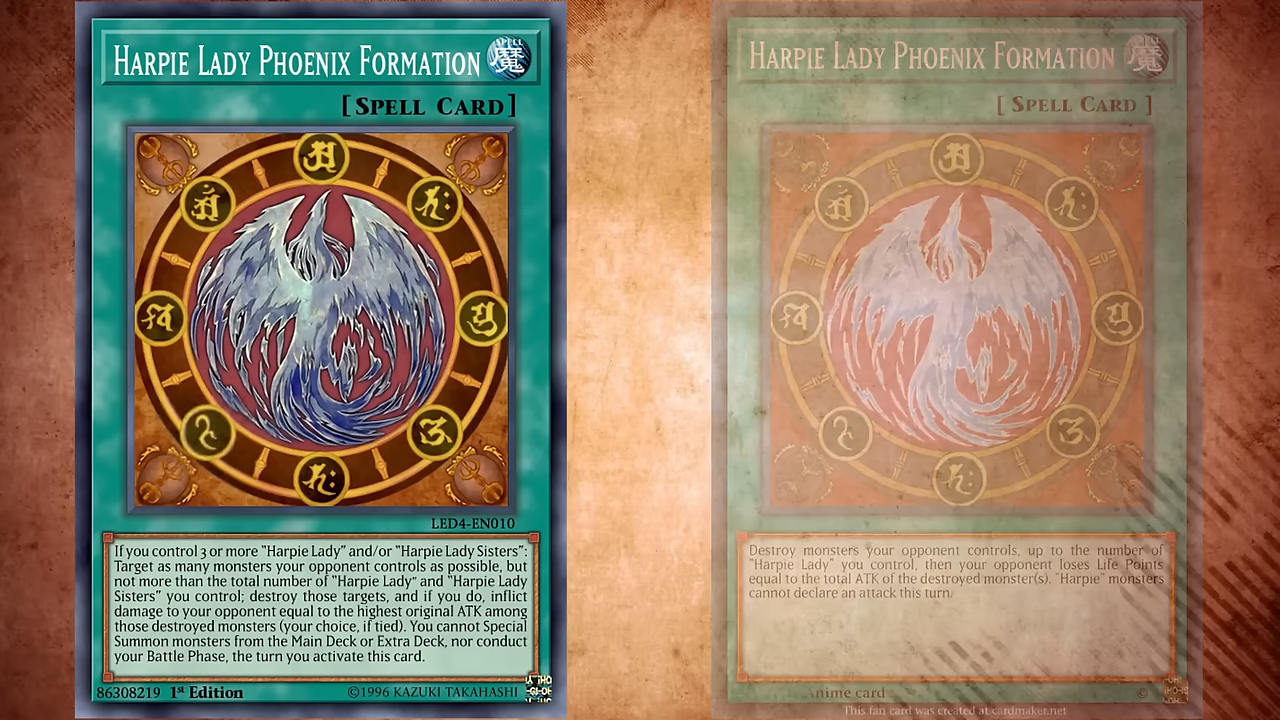 HARPIE LADY PHOENIX FORMATION
SPELL
魔
[SPELL CARD]
LED4-EN010
If you control 3 or more "Harpie Lady" and/or "Harpie Lady Sisters":
Target as many monsters your opponent controls as possible, but
not more than the total number of "Harpie Lady" and "Harpie Lady
Sisters" you control; destroy those targets, and if you do, inflict
damage to your opponent equal to the highest original ATK among
those destroyed monsters (your choice, if tied). You cannot Special
Summon monsters from the Main Deck or Extra Deck, nor conduct
your Battle Phase, the turn you activate this card.
86308219 1st Edition ©1996 KAZUKI TAKAHASHI
HARPIE LADY PHOENIX FORMATION
魔
[ SPELL CARD ]
Destroy monsters your opponent controls, up to the number of
"Harpie Lady" you control, then your opponent loses Life Points
equal to the total ATK of the destroyed monster(s). "Harpie" monsters
cannot declare an attack this turn.
nime card ©
This fan card was created at cardmaker.net